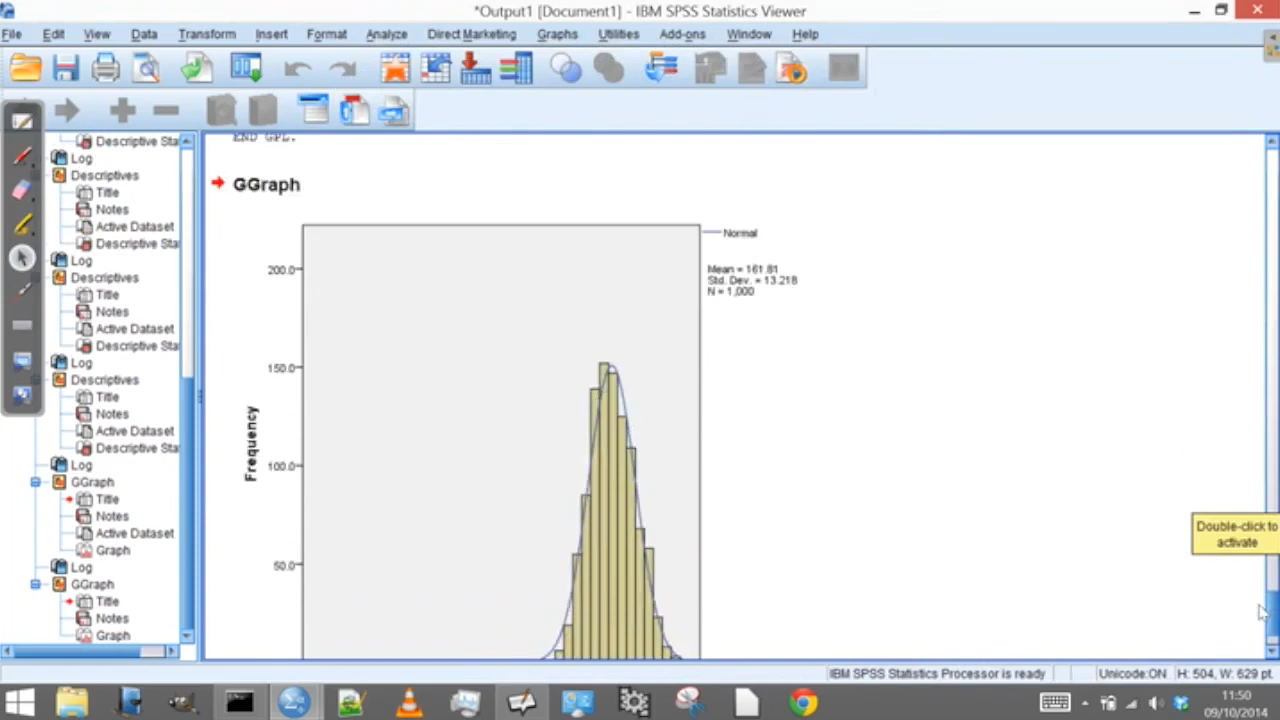 *Output1 [Document1] - IBM SPSS Statistics Viewer
File Edit View Data Transform Insert Format Analyze Direct Marketing Graphs Utilities Add-ons Window Help
Descriptive Sta
Log
Descriptives
Title
Notes
Active Dataset
Descriptive Sta
Log
Descriptives
Title
Notes
Active Dataset
Descriptive Sta
Log
Descriptives
Title
Notes
Active Dataset
Descriptive Sta
Log
GGraph
Title
Notes
Active Dataset
Graph
Log
GGraph
Title
Notes
Graph
END GPL.
GGraph
Normal
Mean = 161.81
Std. Dev. = 13.218
N = 1,000
200.0
150.0
100.0
50.0
Frequency
Double-click to
activate
IBM SPSS Statistics Processor is ready Unicode:ON H: 504, W: 629 pt.
11:50
09/10/2014